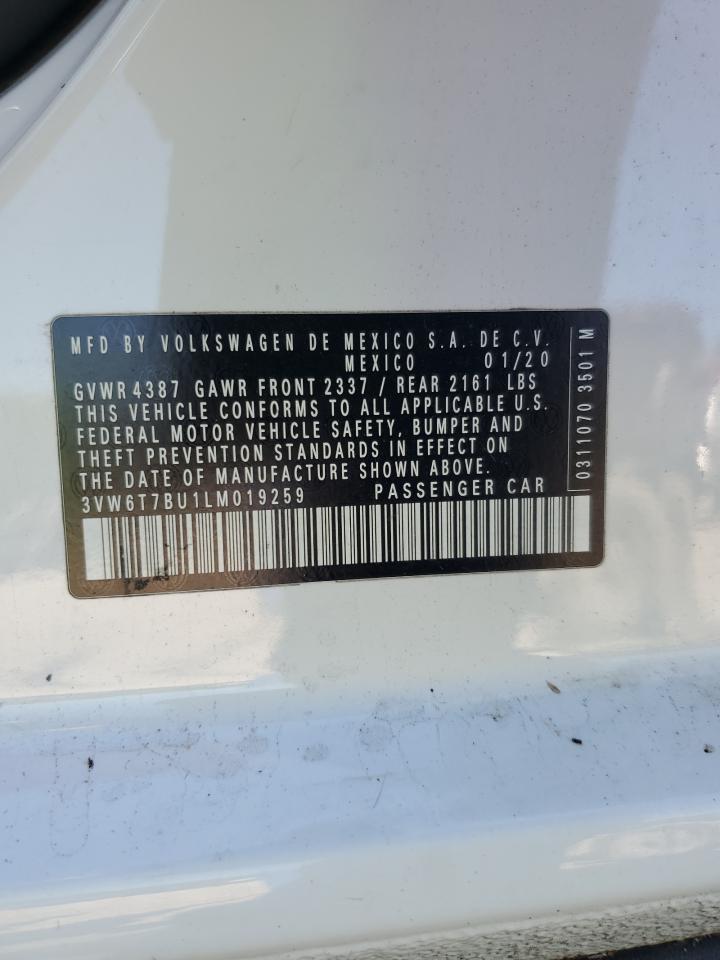 MFD BY VOLKSWAGEN DE MEXICO S.A. DE C.V.
MEXICO 01/20
GVWR 4387 GAWR FRONT 2337 / REAR 2161 LBS
THIS VEHICLE CONFORMS TO ALL APPLICABLE U.S.
FEDERAL MOTOR VEHICLE SAFETY, BUMPER AND
THEFT PREVENTION STANDARDS IN EFFECT ON
THE DATE OF MANUFACTURE SHOWN ABOVE.
3VW6T7BU1LM019259 PASSENGER CAR
0311070 3501 M